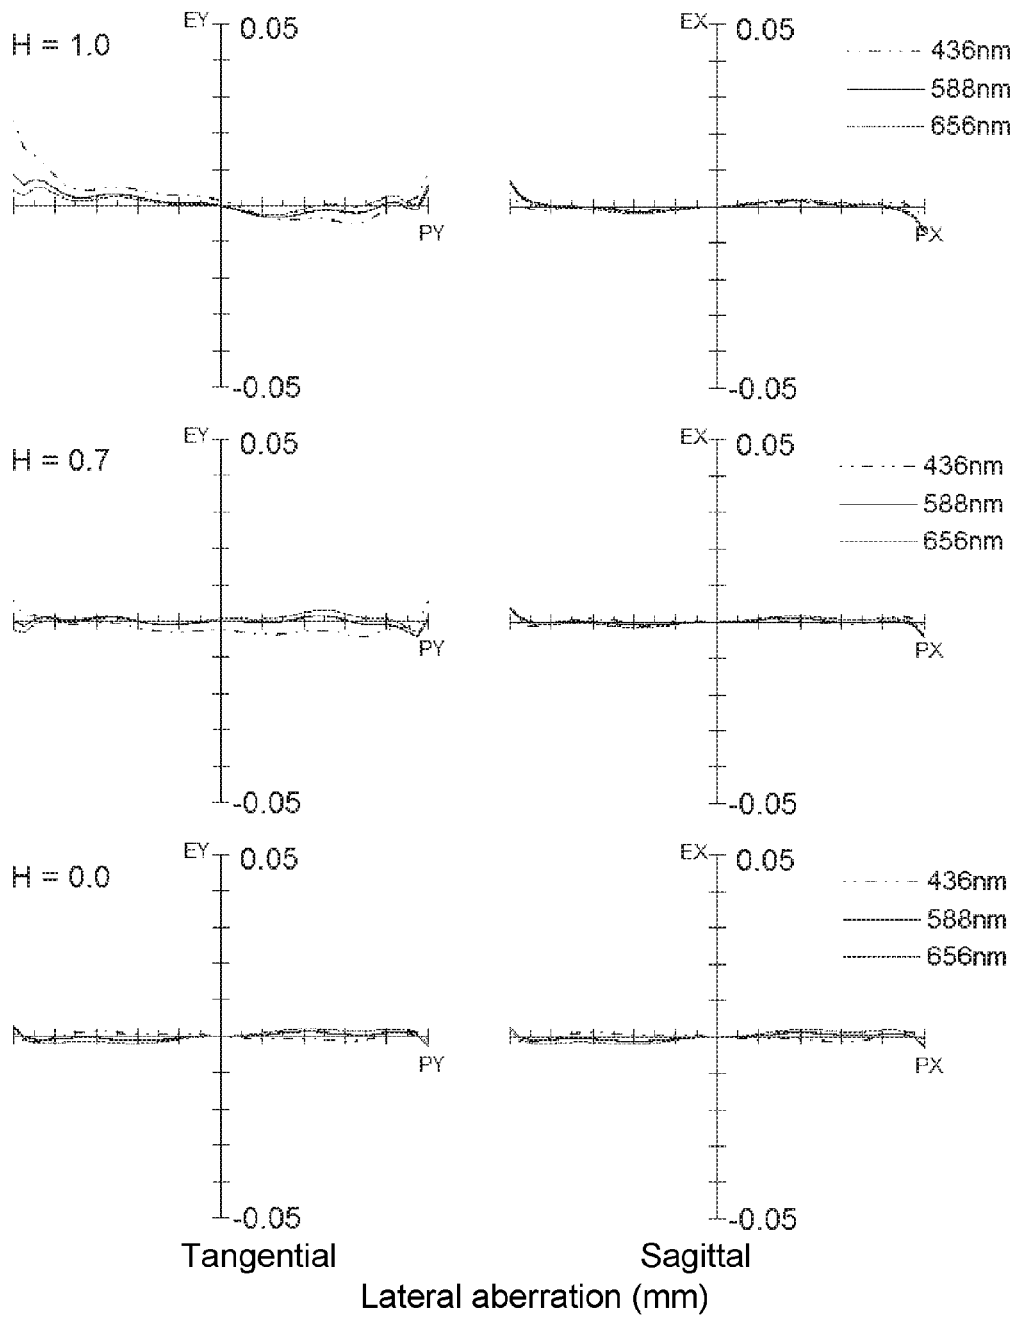 EY 0.05
H = 1.0
PY
-0.05
EX 0.05
436nm
588nm
656nm
PX
-0.05
EY 0.05
H = 0.7
PY
-0.05
EX 0.05
436nm
588nm
656nm
PX
-0.05
EY 0.05
H = 0.0
PY
-0.05
EX 0.05
436nm
588nm
656nm
PX
-0.05
Tangential
Sagittal
Lateral aberration (mm)